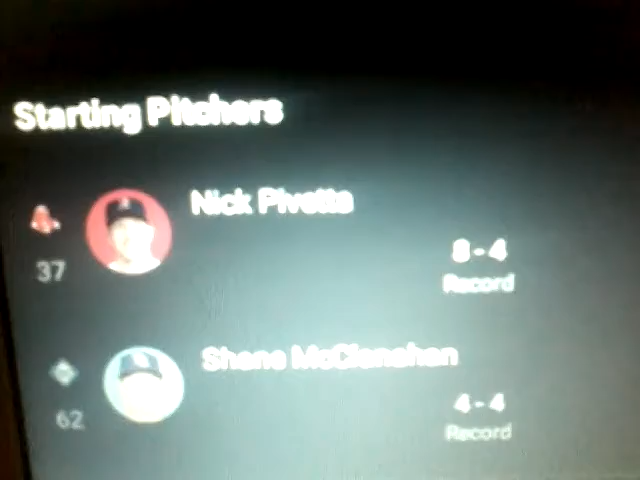 Starting Pitchers
Nick Pivetta
8-4
37
Record
Shane McClanahan
4-4
62
Record